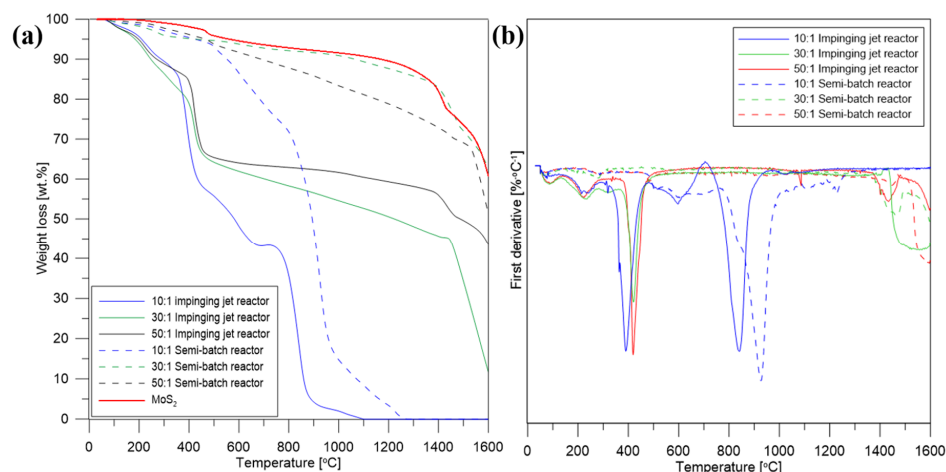 (a)
100
90
80
70
60
50
40
30
20
10
0
Weight loss [wt.%]
10:1 impinging jet reactor
30:1 Impinging jet reactor
50:1 Impinging jet reactor
10:1 Semi-batch reactor
30:1 Semi-batch reactor
50:1 Semi-batch reactor
MoS2
0 200 400 600 800 1000 1200 1400 1600
Temperature [°C]
(b)
10:1 Impinging jet reactor
30:1 Impinging jet reactor
50:1 Impinging jet reactor
10:1 Semi-batch reactor
30:1 Semi-batch reactor
50:1 Semi-batch reactor
First derivative [%·°C-1]
0 200 400 600 800 1000 1200 1400 1600
Temperature [°C]